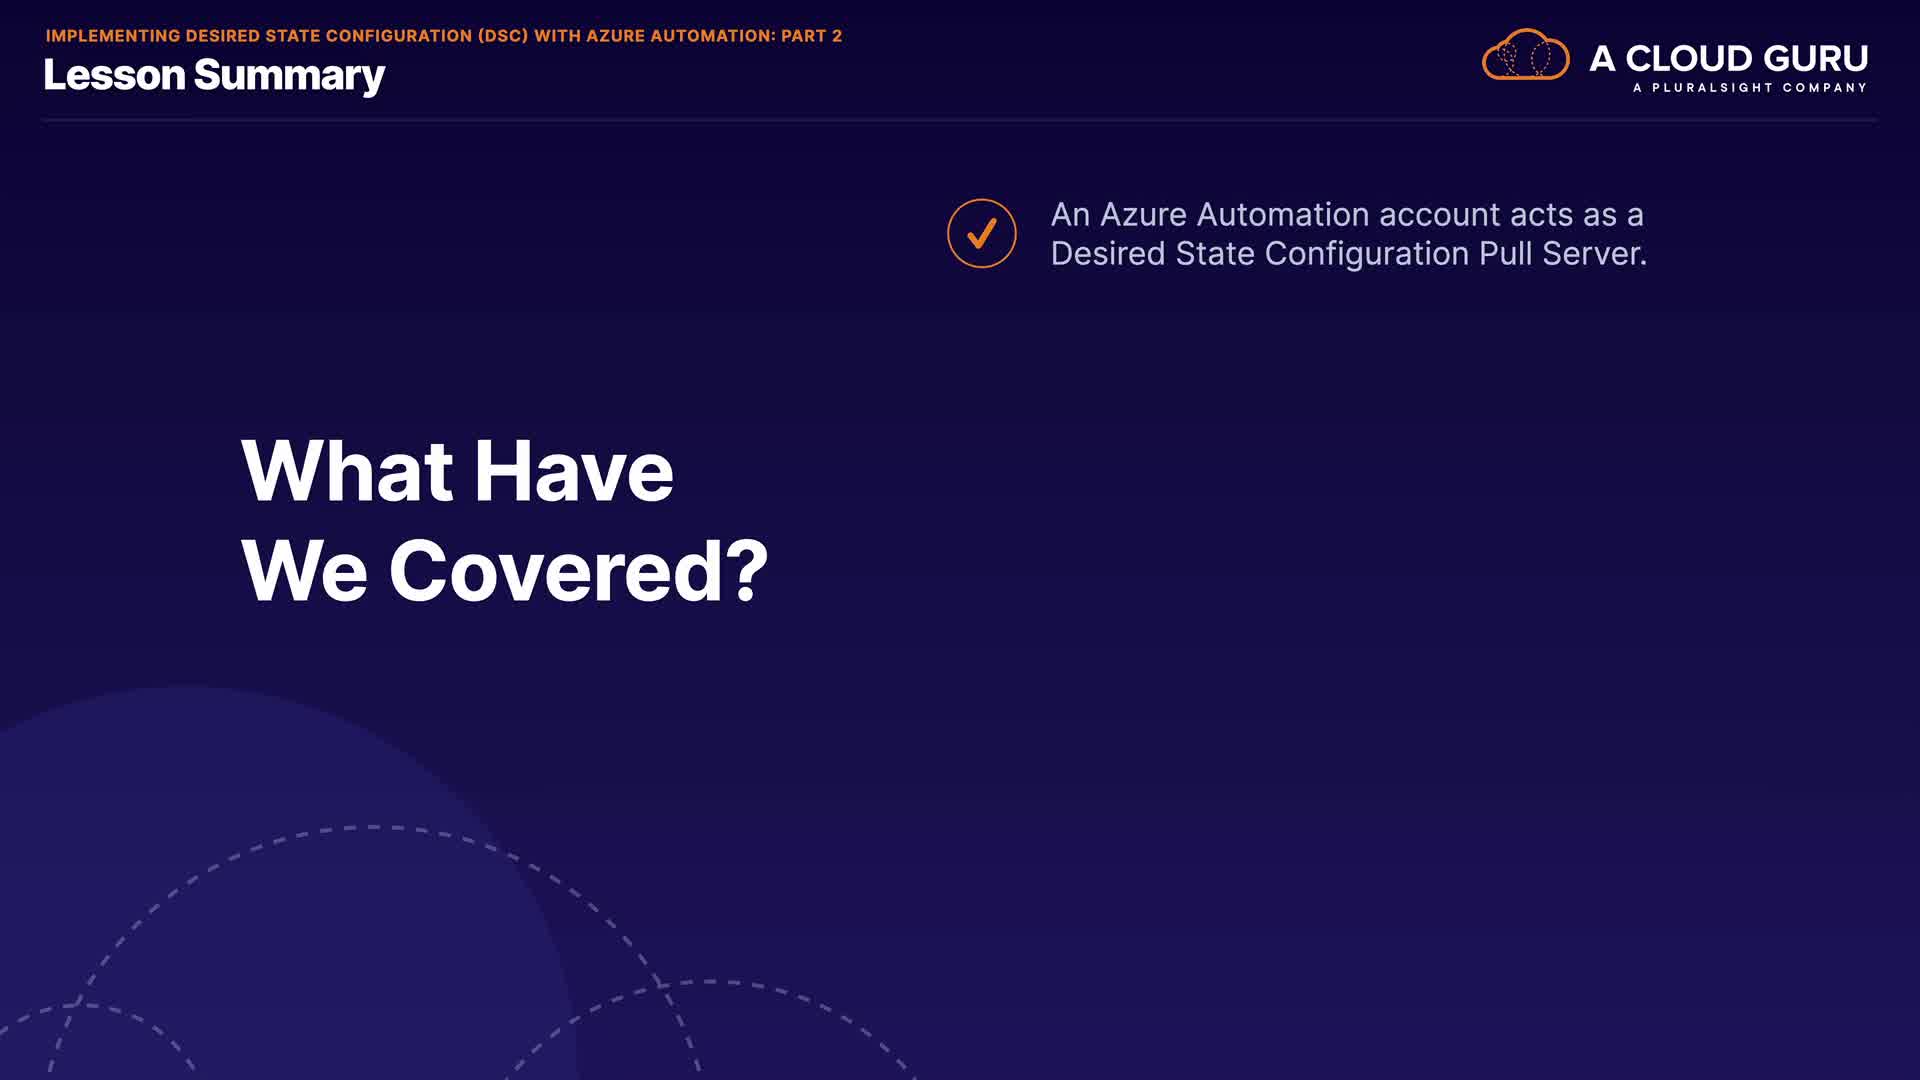 IMPLEMENTING DESIRED STATE CONFIGURATION (DSC) WITH AZURE AUTOMATION: PART 2
Lesson Summary
A CLOUD GURU
A PLURALSIGHT COMPANY
An Azure Automation account acts as a
Desired State Configuration Pull Server.
What Have
We Covered?